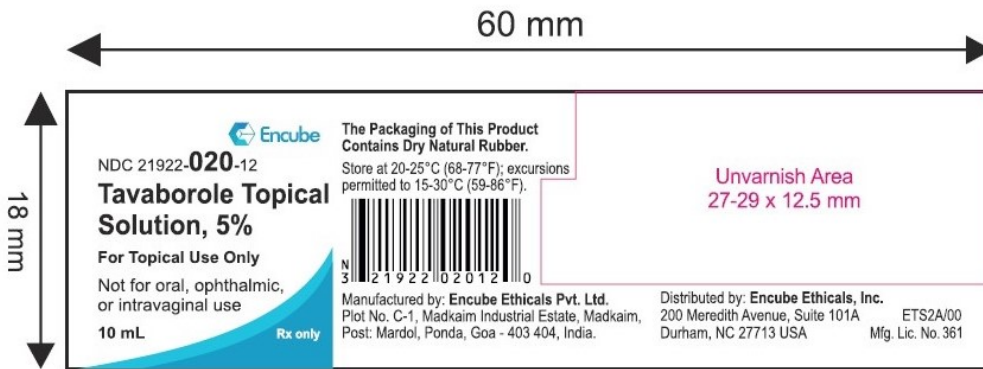 60 mm
18 mm
Encube
NDC 21922-020-12
Tavaborole Topical
Solution, 5%
For Topical Use Only
Not for oral, ophthalmic,
or intravaginal use
10 mL
Rx only
The Packaging of This Product
Contains Dry Natural Rubber.
Store at 20-25°C (68-77°F); excursions
permitted to 15-30°C (59-86°F).
N
3 21922 02012 0
Manufactured by: Encube Ethicals Pvt. Ltd.
Plot No. C-1, Madkaim Industrial Estate, Madkaim,
Post: Mardol, Ponda, Goa - 403 404, India.
Unvarnish Area
27-29 x 12.5 mm
Distributed by: Encube Ethicals, Inc.
200 Meredith Avenue, Suite 101A
Durham, NC 27713 USA
ETS2A/00
Mfg. Lic. No. 361